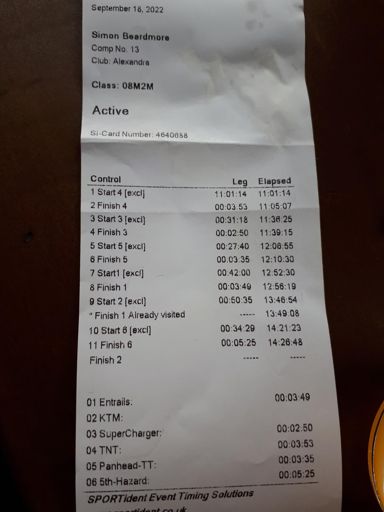 September 18, 2022
Simon Beardmore
Comp No. 13
Club: Alexandra
Class: 08M2M
Active
SI-Card Number: 4640688
Control Leg Elapsed
1 Start 4 [excl] 11:01:14 11:01:14
2 Finish 4 00:03:53 11:05:07
3 Start 3 [excl] 00:31:18 11:36:25
4 Finish 3 00:02:50 11:39:15
5 Start 5 [excl] 00:27:40 12:06:55
6 Finish 5 00:03:35 12:10:30
7 Start1 [excl] 00:42:00 12:52:30
8 Finish 1 00:03:49 12:56:19
9 Start 2 [excl] 00:50:35 13:46:54
* Finish 1 Already visited ----- 13:49:08
10 Start 6 [excl] 00:34:29 14:21:23
11 Finish 6 00:05:25 14:26:48
Finish 2 ----- -----
01 Entrails: 00:03:49
02 KTM:
03 SuperCharger: 00:02:50
04 TNT: 00:03:53
05 Panhead-TT: 00:03:35
06 5th-Hazard: 00:05:25
SPORTident Event Timing Solutions
sportident.co.uk